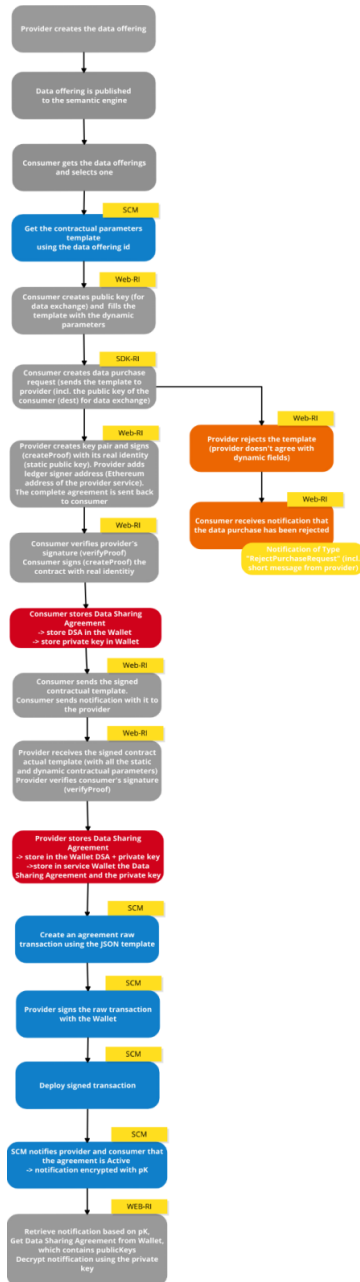 Provider creates the data offering
Data offering is published
to the semantic engine
Consumer gets the data offerings
and selects one
SCM
Get the contractual parameters
template
using the data offering id
Web-RI
Consumer creates public key (for
data exchange) and fills the
template with the dynamic
parameters
SDK-RI
Consumer creates data purchase
request (sends the template to
provider (incl. the public key of the
consumer (dest) for data exchange)
Web-RI
Provider creates key pair and signs
(createProof) with its real identity
(static public key). Provider adds
ledger signer address (Ethereum
address of the provider service).
The complete agreement is sent back
to consumer
Web-RI
Provider rejects the template
(provider doesn't agree with
dynamic fields)
Web-RI
Consumer receives notification that
the data purchase has been rejected
Notification of Type
"RejectPurchaseRequest" (incl.
short message from provider)
Web-RI
Consumer verifies provider's
signature (verifyProof)
Consumer signs (createProof) the
contract with real identitiy
Consumer stores Data Sharing
Agreement
-> store DSA in the Wallet
-> store private key in Wallet
Web-RI
Consumer sends the signed
contractual template.
Consumer sends notification with it to
the provider
Web-RI
Provider receives the signed contract
actual template (with all the static
and dynamic contractual parameters)
Provider verifies consumer's signature
(verifyProof)
Provider stores Data Sharing
Agreement
-> store in the Wallet DSA + private key
->store in service Wallet the Data
Sharing Agreement and the private key
SCM
Create an agreement raw
transaction using the JSON template
SCM
Provider signs the raw transaction
with the Wallet
SCM
Deploy signed transaction
SCM
SCM notifies provider and consumer that
the agreement is Active
-> notification encrypted with pK
WEB-RI
Retrieve notification based on pK,
Get Data Sharing Agreement from Wallet,
which contains publicKeys
Decrypt notiffication using the private
key